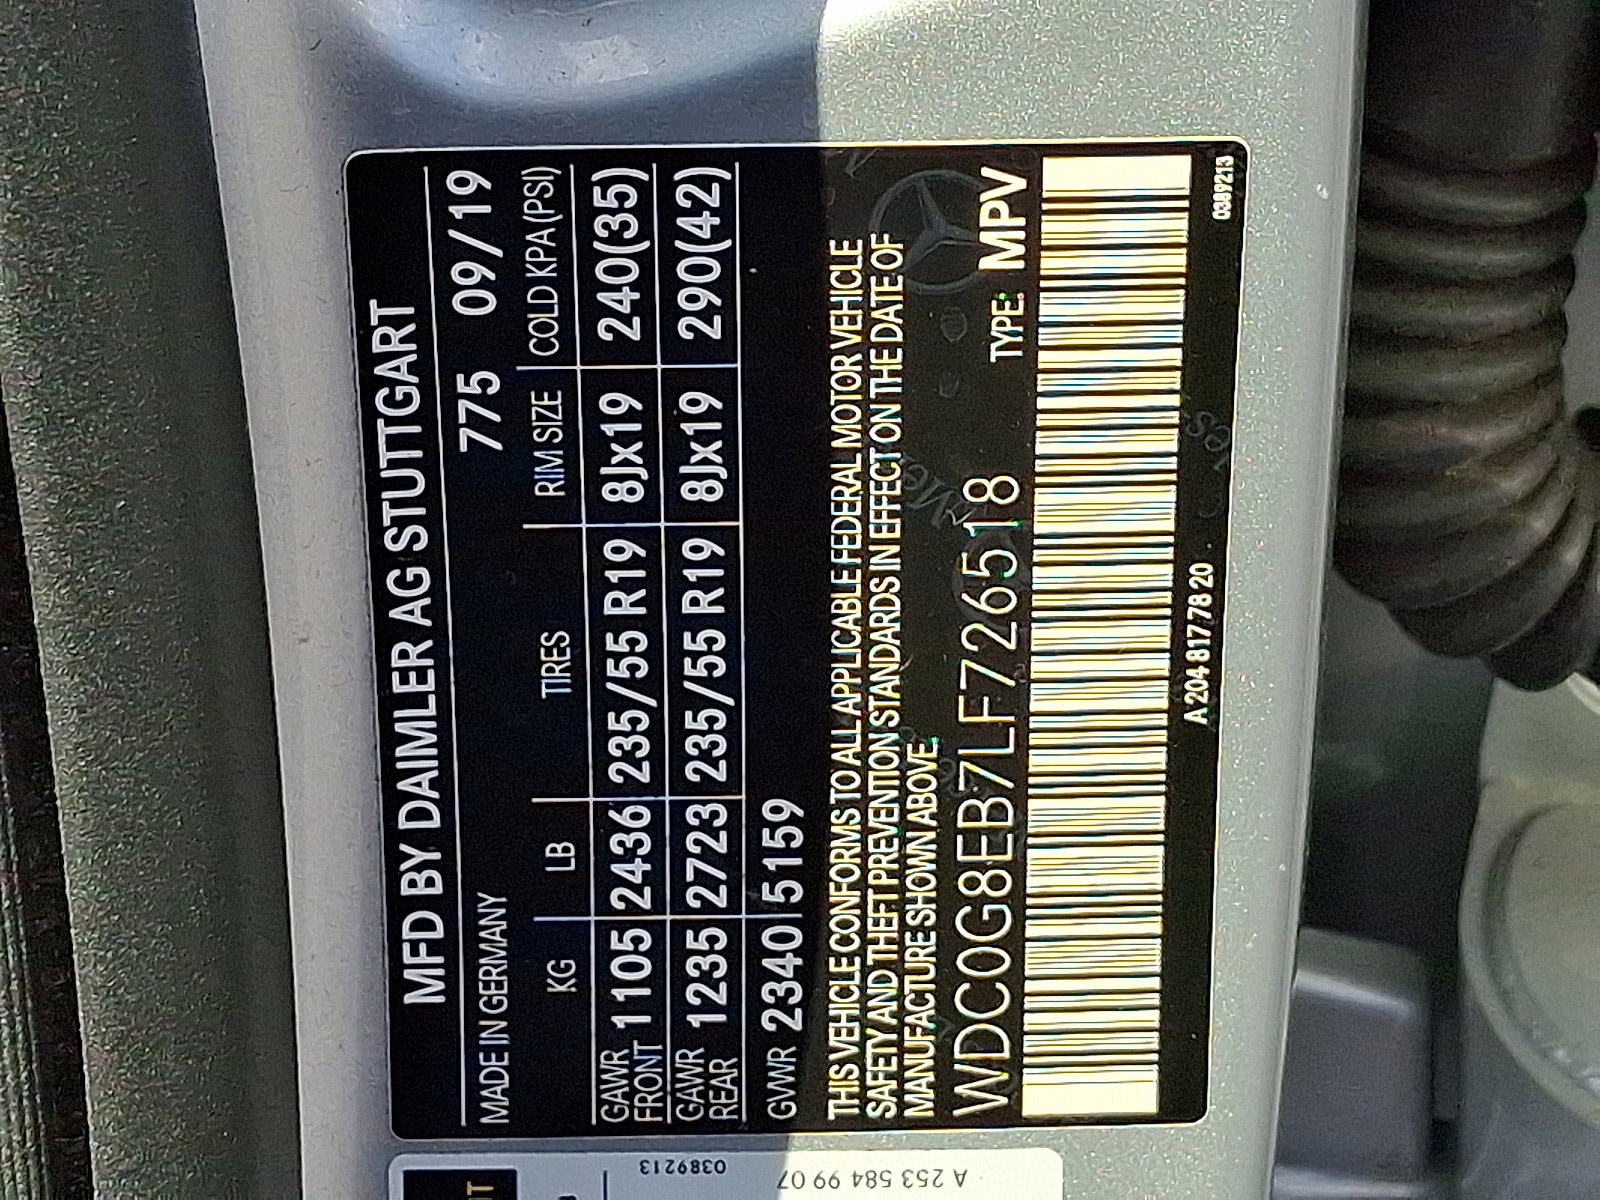 MFD BY DAIMLER AG STUTTGART
MADE IN GERMANY 775 09/19
KG LB TIRES RIM SIZE COLD KPA (PSI)
GAWR FRONT 1105 2436 235/55 R19 8Jx19 240(35)
GAWR REAR 1235 2723 235/55 R19 8Jx19 290(42)
GVWR 2340 5159
THIS VEHICLE CONFORMS TO ALL APPLICABLE FEDERAL MOTOR VEHICLE
SAFETY AND THEFT PREVENTION STANDARDS IN EFFECT ON THE DATE OF
MANUFACTURE SHOWN ABOVE.
WDC0G8EB7LF726518 TYPE: MPV
A 204 817 78 20
0389213
0389213
A 253 584 99 07